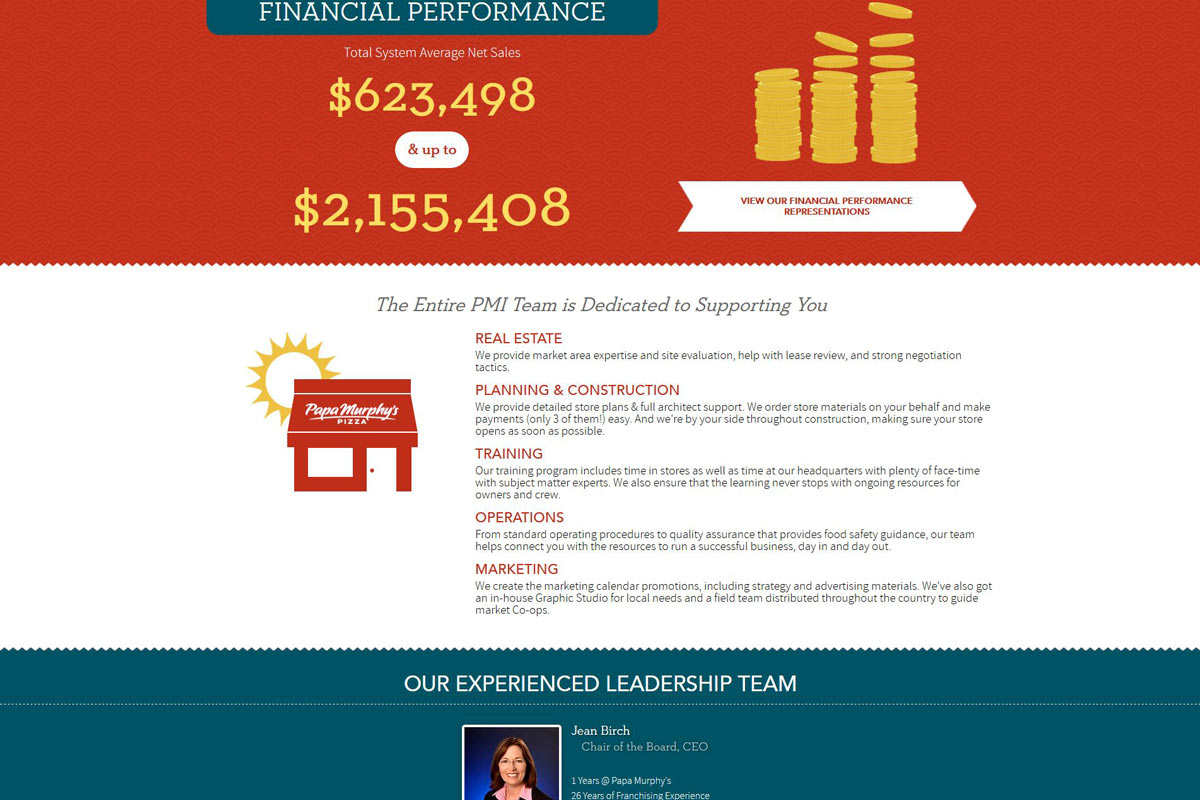 FINANCIAL PERFORMANCE
Total System Average Net Sales
$623,498
& up to
$2,155,408
VIEW OUR FINANCIAL PERFORMANCE
REPRESENTATIONS
The Entire PMI Team is Dedicated to Supporting You
Papa Murphy's
PIZZA
REAL ESTATE
We provide market area expertise and site evaluation, help with lease review, and strong negotiation
tactics.
PLANNING & CONSTRUCTION
We provide detailed store plans & full architect support. We order store materials on your behalf and make
payments (only 3 of them!) easy. And we're by your side throughout construction, making sure your store
opens as soon as possible.
TRAINING
Our training program includes time in stores as well as time at our headquarters with plenty of face-time
with subject matter experts. We also ensure that the learning never stops with ongoing resources for
owners and crew.
OPERATIONS
From standard operating procedures to quality assurance that provides food safety guidance, our team
helps connect you with the resources to run a successful business, day in and day out.
MARKETING
We create the marketing calendar promotions, including strategy and advertising materials. We've also got
an in-house Graphic Studio for local needs and a field team distributed throughout the country to guide
market Co-ops.
OUR EXPERIENCED LEADERSHIP TEAM
Jean Birch
Chair of the Board, CEO
1 Years @ Papa Murphy's
26 Years of Franchising Experience